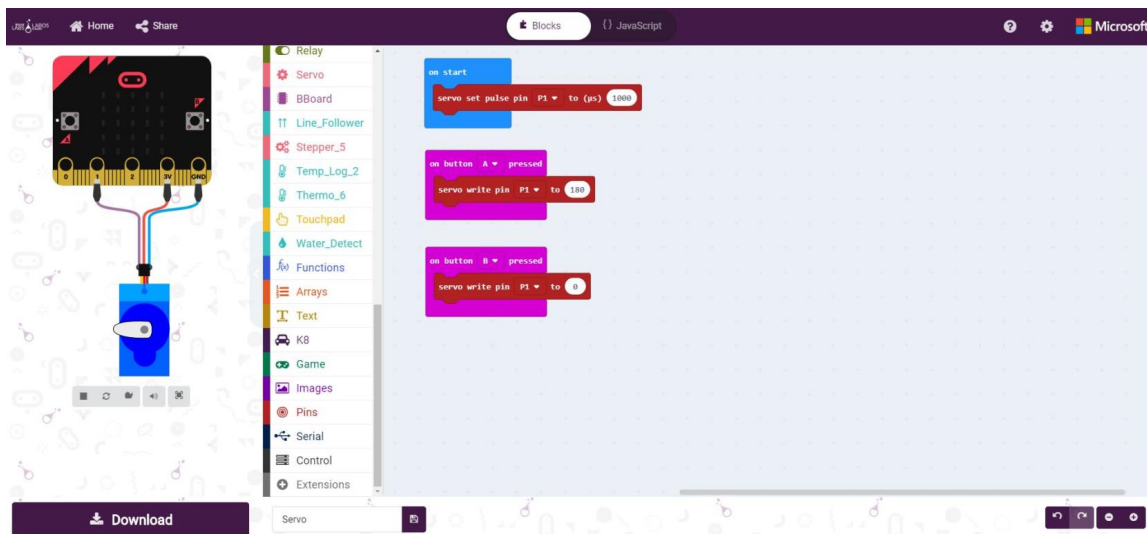 Home
Share
Blocks
{} JavaScript
Microsoft
0
1
2
3V
GND
Relay
Servo
BBoard
Line_Follower
Stepper_5
Temp_Log_2
Thermo_6
Touchpad
Water_Detect
f(x) Functions
Arrays
Text
K8
Game
Images
Pins
Serial
Control
Extensions
on start
servo set pulse pin P1 to (μs) 1000
on button A pressed
servo write pin P1 to 180
on button B pressed
servo write pin P1 to 0
Download
Servo